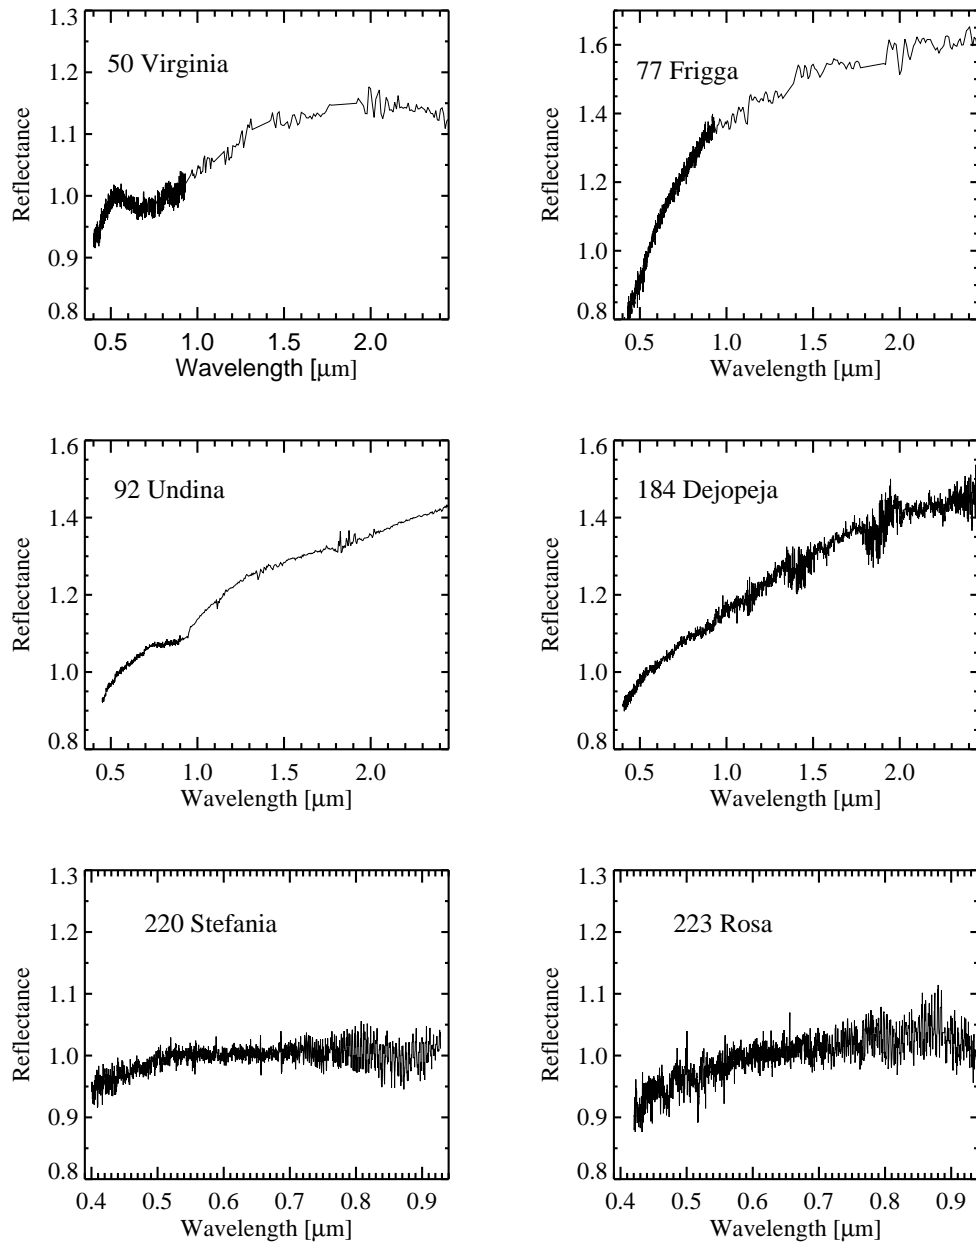 50 Virginia
1.3
1.2
1.1
1.0
0.9
0.8
Reflectance
0.5 1.0 1.5 2.0
Wavelength [μm]
77 Frigga
1.6
1.4
1.2
1.0
0.8
Reflectance
0.5 1.0 1.5 2.0
Wavelength [μm]
92 Undina
1.6
1.4
1.2
1.0
0.8
Reflectance
0.5 1.0 1.5 2.0
Wavelength [μm]
184 Dejopeja
1.6
1.4
1.2
1.0
0.8
Reflectance
0.5 1.0 1.5 2.0
Wavelength [μm]
220 Stefania
1.3
1.2
1.1
1.0
0.9
0.8
Reflectance
0.4 0.5 0.6 0.7 0.8 0.9
Wavelength [μm]
223 Rosa
1.3
1.2
1.1
1.0
0.9
0.8
Reflectance
0.4 0.5 0.6 0.7 0.8 0.9
Wavelength [μm]